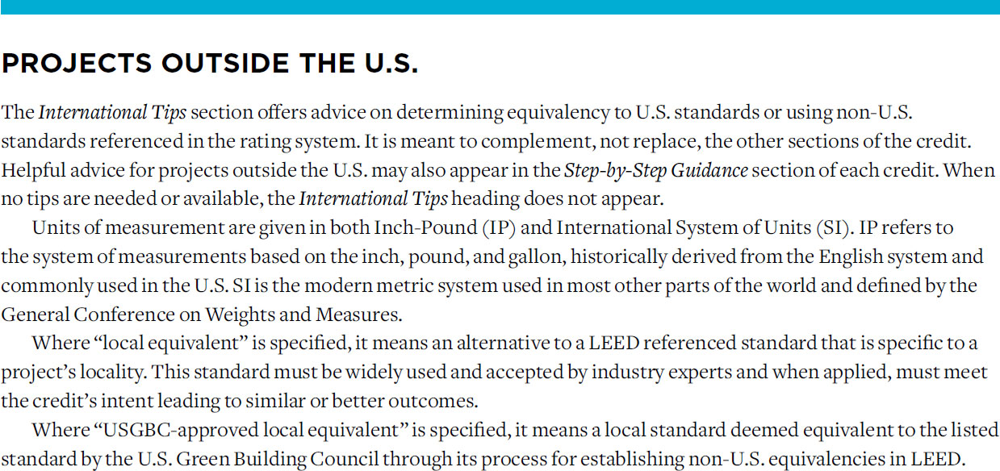 PROJECTS OUTSIDE THE U.S.
The International Tips section offers advice on determining equivalency to U.S. standards or using non-U.S.
standards referenced in the rating system. It is meant to complement, not replace, the other sections of the credit.
Helpful advice for projects outside the U.S. may also appear in the Step-by-Step Guidance section of each credit. When
no tips are needed or available, the International Tips heading does not appear.
Units of measurement are given in both Inch-Pound (IP) and International System of Units (SI). IP refers to
the system of measurements based on the inch, pound, and gallon, historically derived from the English system and
commonly used in the U.S. SI is the modern metric system used in most other parts of the world and defined by the
General Conference on Weights and Measures.
Where “local equivalent” is specified, it means an alternative to a LEED referenced standard that is specific to a
project’s locality. This standard must be widely used and accepted by industry experts and when applied, must meet
the credit’s intent leading to similar or better outcomes.
Where “USGBC-approved local equivalent” is specified, it means a local standard deemed equivalent to the listed
standard by the U.S. Green Building Council through its process for establishing non-U.S. equivalencies in LEED.